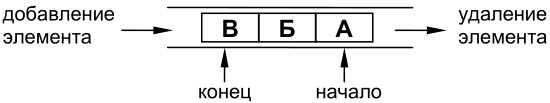 добавление
элемента
В Б А
удаление
элемента
конец
начало